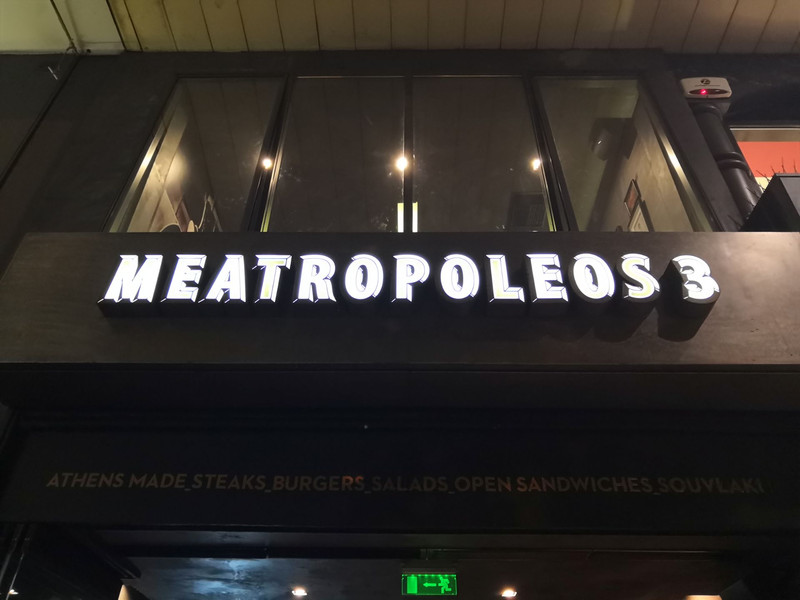 MEATROPOLEOS 3
ATHENS MADE_STEAKS_BURGERS_SALADS_OPEN SANDWICHES_SOUVLAKI